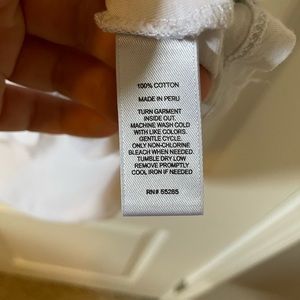 100% COTTON
MADE IN PERU
TURN GARMENT
INSIDE OUT.
MACHINE WASH COLD
WITH LIKE COLORS.
GENTLE CYCLE.
ONLY NON-CHLORINE
BLEACH WHEN NEEDED.
TUMBLE DRY LOW
REMOVE PROMPTLY
COOL IRON IF NEEDED
RN# 55285